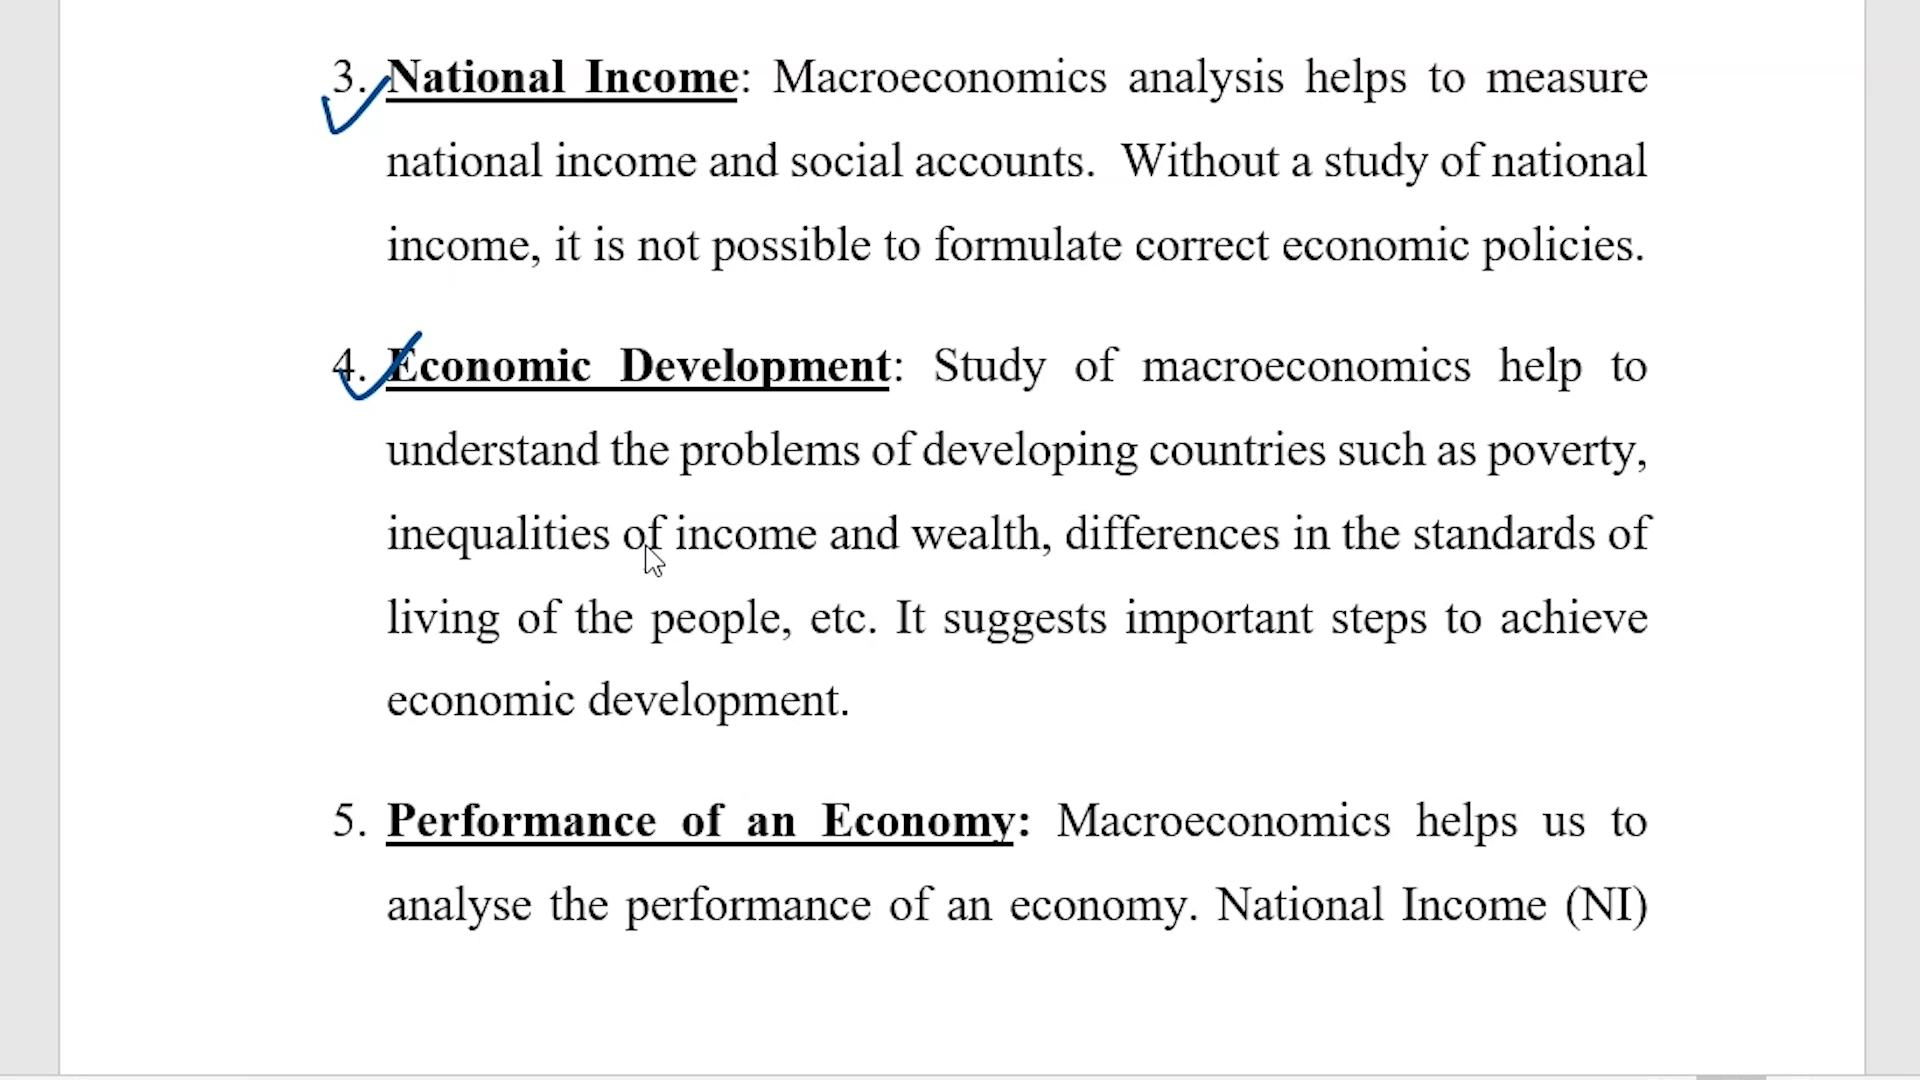 3. National Income: Macroeconomics analysis helps to measure
national income and social accounts. Without a study of national
income, it is not possible to formulate correct economic policies.
4. Economic Development: Study of macroeconomics help to
understand the problems of developing countries such as poverty,
inequalities of income and wealth, differences in the standards of
living of the people, etc. It suggests important steps to achieve
economic development.
5. Performance of an Economy: Macroeconomics helps us to
analyse the performance of an economy. National Income (NI)